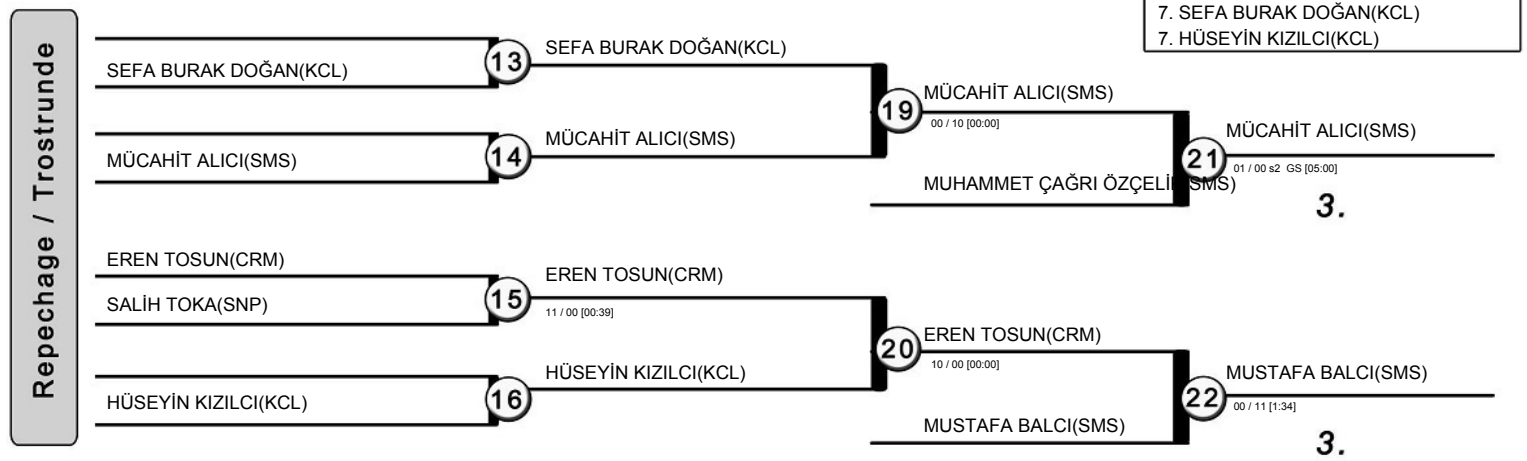 7. SEFA BURAK DOĞAN(KCL)
7. HÜSEYİN KIZILCI(KCL)
Repechage / Trostrunde
SEFA BURAK DOĞAN(KCL)
13
SEFA BURAK DOĞAN(KCL)
MÜCAHİT ALICI(SMS)
14
MÜCAHİT ALICI(SMS)
19
MÜCAHİT ALICI(SMS)
00 / 10 [00:00]
MUHAMMET ÇAĞRI ÖZÇELİK(SMS)
21
MÜCAHİT ALICI(SMS)
01 / 00 s2 GS [05:00]
3.
EREN TOSUN(CRM)
SALİH TOKA(SNP)
15
EREN TOSUN(CRM)
11 / 00 [00:39]
HÜSEYİN KIZILCI(KCL)
16
HÜSEYİN KIZILCI(KCL)
20
EREN TOSUN(CRM)
10 / 00 [00:00]
MUSTAFA BALCI(SMS)
22
MUSTAFA BALCI(SMS)
00 / 11 [1:34]
3.